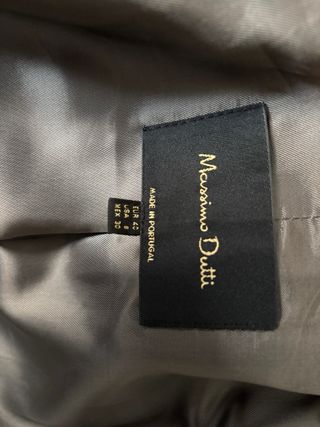 Massimo Dutti
MADE IN PORTUGAL
EUR 40
USA 8
MEX 30